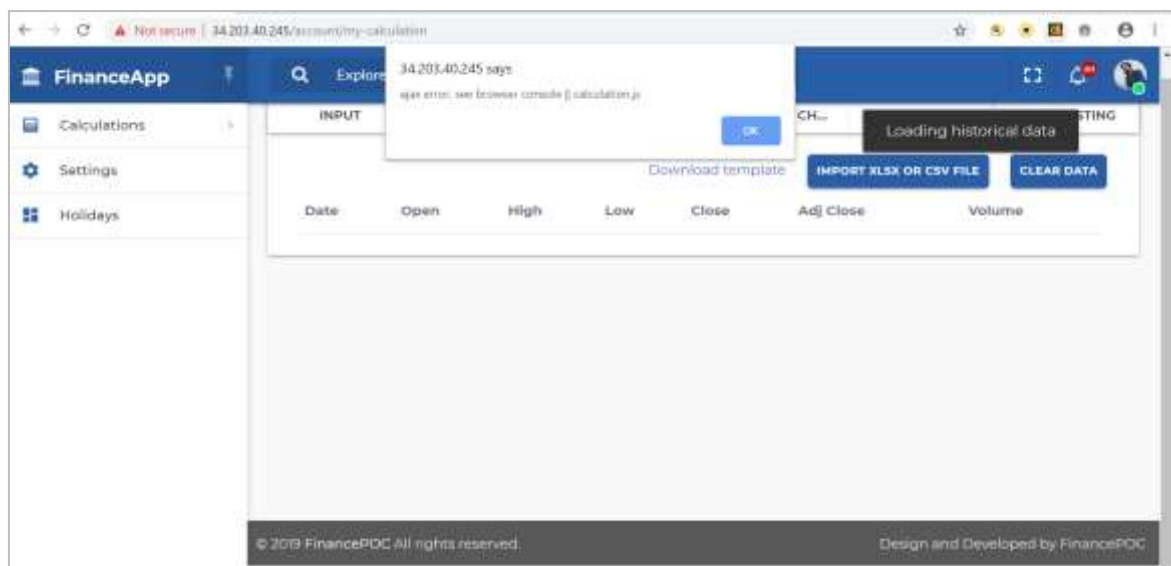 Not secure | 34.203.40.245/account/my-calculation
FinanceApp
Explore
34.203.40.245 says
ajax error, see browser console || calculation.js
OK
Calculations
Settings
Holidays
INPUT
CH...
STING
Loading historical data
Download template
IMPORT XLSX OR CSV FILE
CLEAR DATA
Date Open High Low Close Adj Close Volume
© 2019 FinancePOC All rights reserved.
Design and Developed by FinancePOC